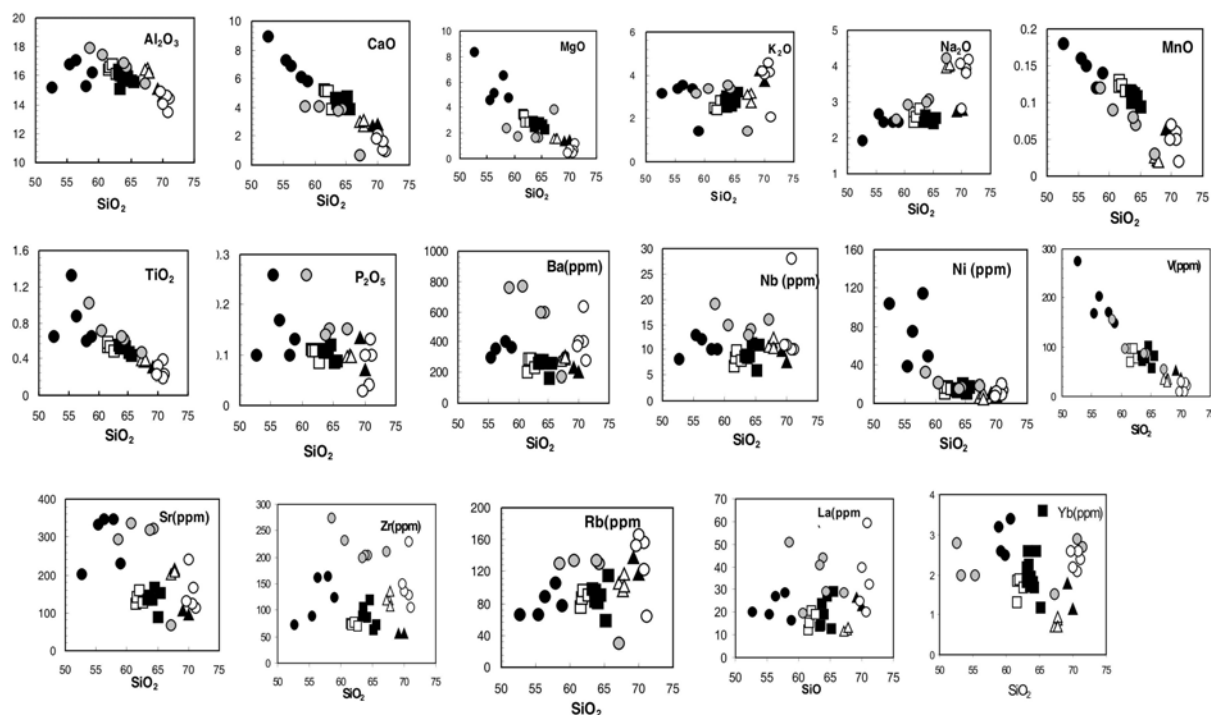 Al₂O₃
20
18
16
14
12
10
50 55 60 65 70 75
SiO₂
CaO
10
8
6
4
2
0
50 55 60 65 70 75
SiO₂
MgO
10
8
6
4
2
0
50 55 60 65 70 75
SiO₂
K₂O
6
4
2
0
50 55 60 65 70 75
SiO₂
Na₂O
5
4
3
2
1
50 55 60 65 70 75
SiO₂
MnO
0.2
0.15
0.1
0.05
0
50 55 60 65 70 75
SiO₂
TiO₂
1.6
1.2
0.8
0.4
0
50 55 60 65 70 75
SiO₂
P₂O₅
50 55 60 65 70 75
SiO₂
Ba(ppm)
1000
800
600
400
200
0
50 55 60 65 70 75
SiO₂
Nb (ppm)
30
25
20
15
10
5
0
50 55 60 65 70 75
SiO₂
Ni (ppm)
160
120
80
40
0
50 55 60 65 70 75
SiO₂
V(ppm)
300
200
100
0
50 55 60 65 70 75
SiO₂
Sr(ppm)
400
300
200
100
0
50 55 60 65 70 75
SiO₂
Zr(ppm)
300
250
200
150
100
50
0
50 55 60 65 70 75
SiO₂
Rb(ppm
200
160
120
80
40
0
50 55 60 65 70 75
SiO₂
La(ppm
70
60
50
40
30
20
10
0
50 55 60 65 70 75
SiO
Yb(ppm)
4
3
2
1
0
50 55 60 65 70 75
SiO₂